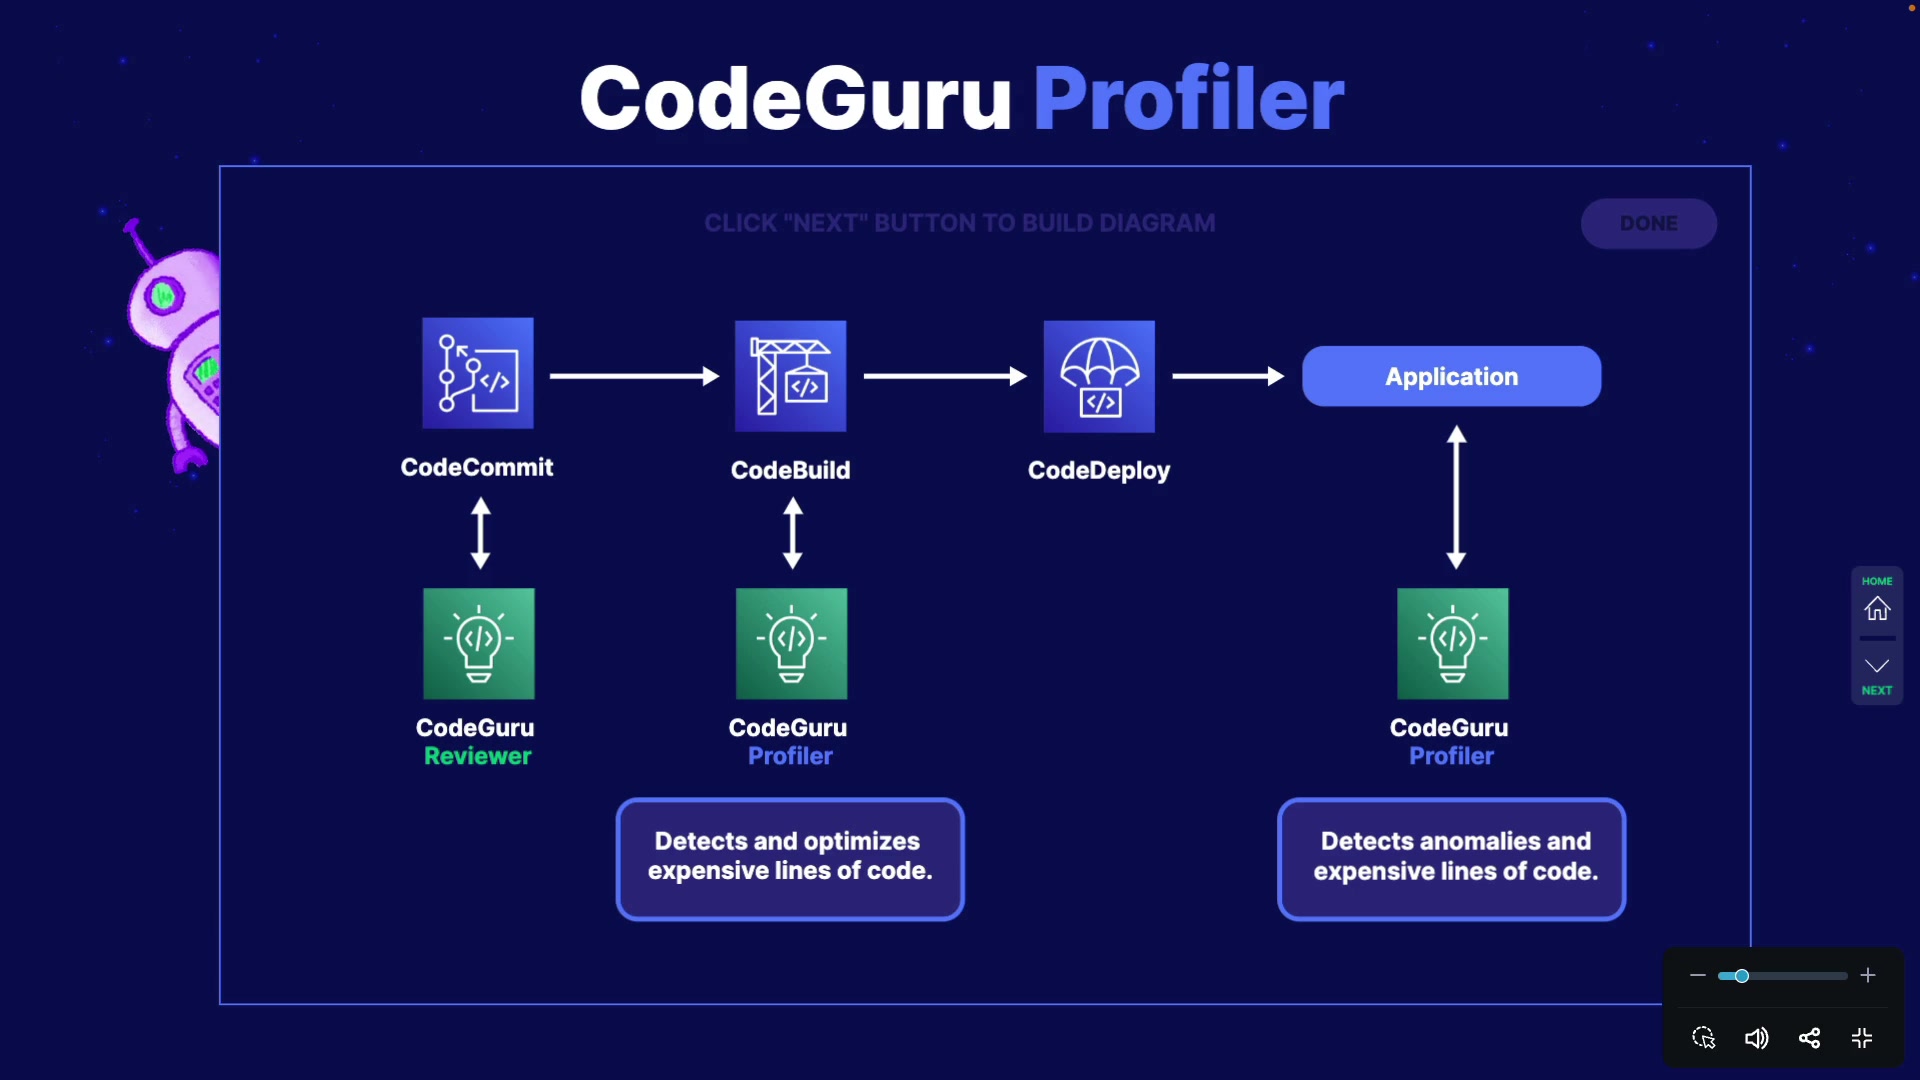 CodeGuru Profiler
CLICK "NEXT" BUTTON TO BUILD DIAGRAM
DONE
CodeCommit
CodeBuild
CodeDeploy
Application
CodeGuru
Reviewer
CodeGuru
Profiler
CodeGuru
Profiler
Detects and optimizes
expensive lines of code.
Detects anomalies and
expensive lines of code.
HOME
NEXT